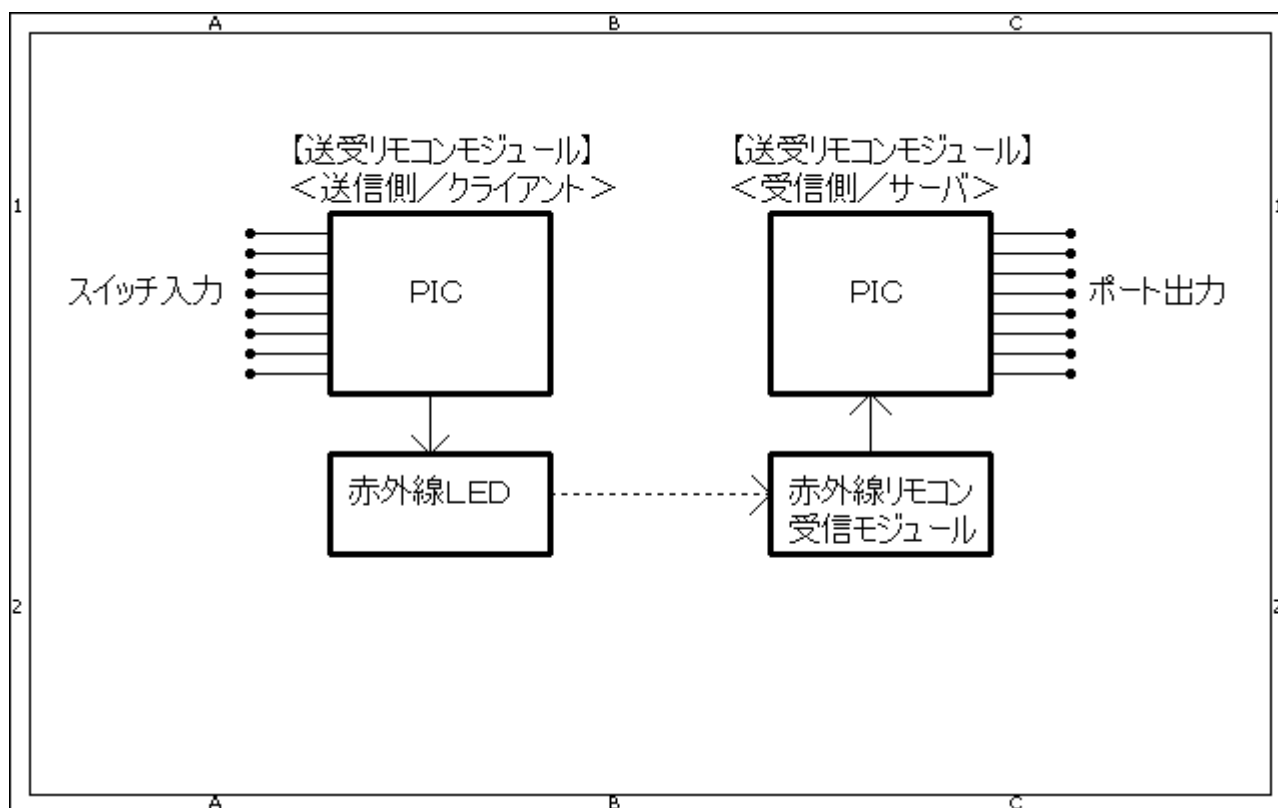 A B C
【送受リモコンモジュール】
＜送信側／クライアント＞
【送受リモコンモジュール】
＜受信側／サーバ＞
1
1
スイッチ入力
PIC
PIC
ポート出力
赤外線LED
赤外線リモコン
受信モジュール
2
2
A B C